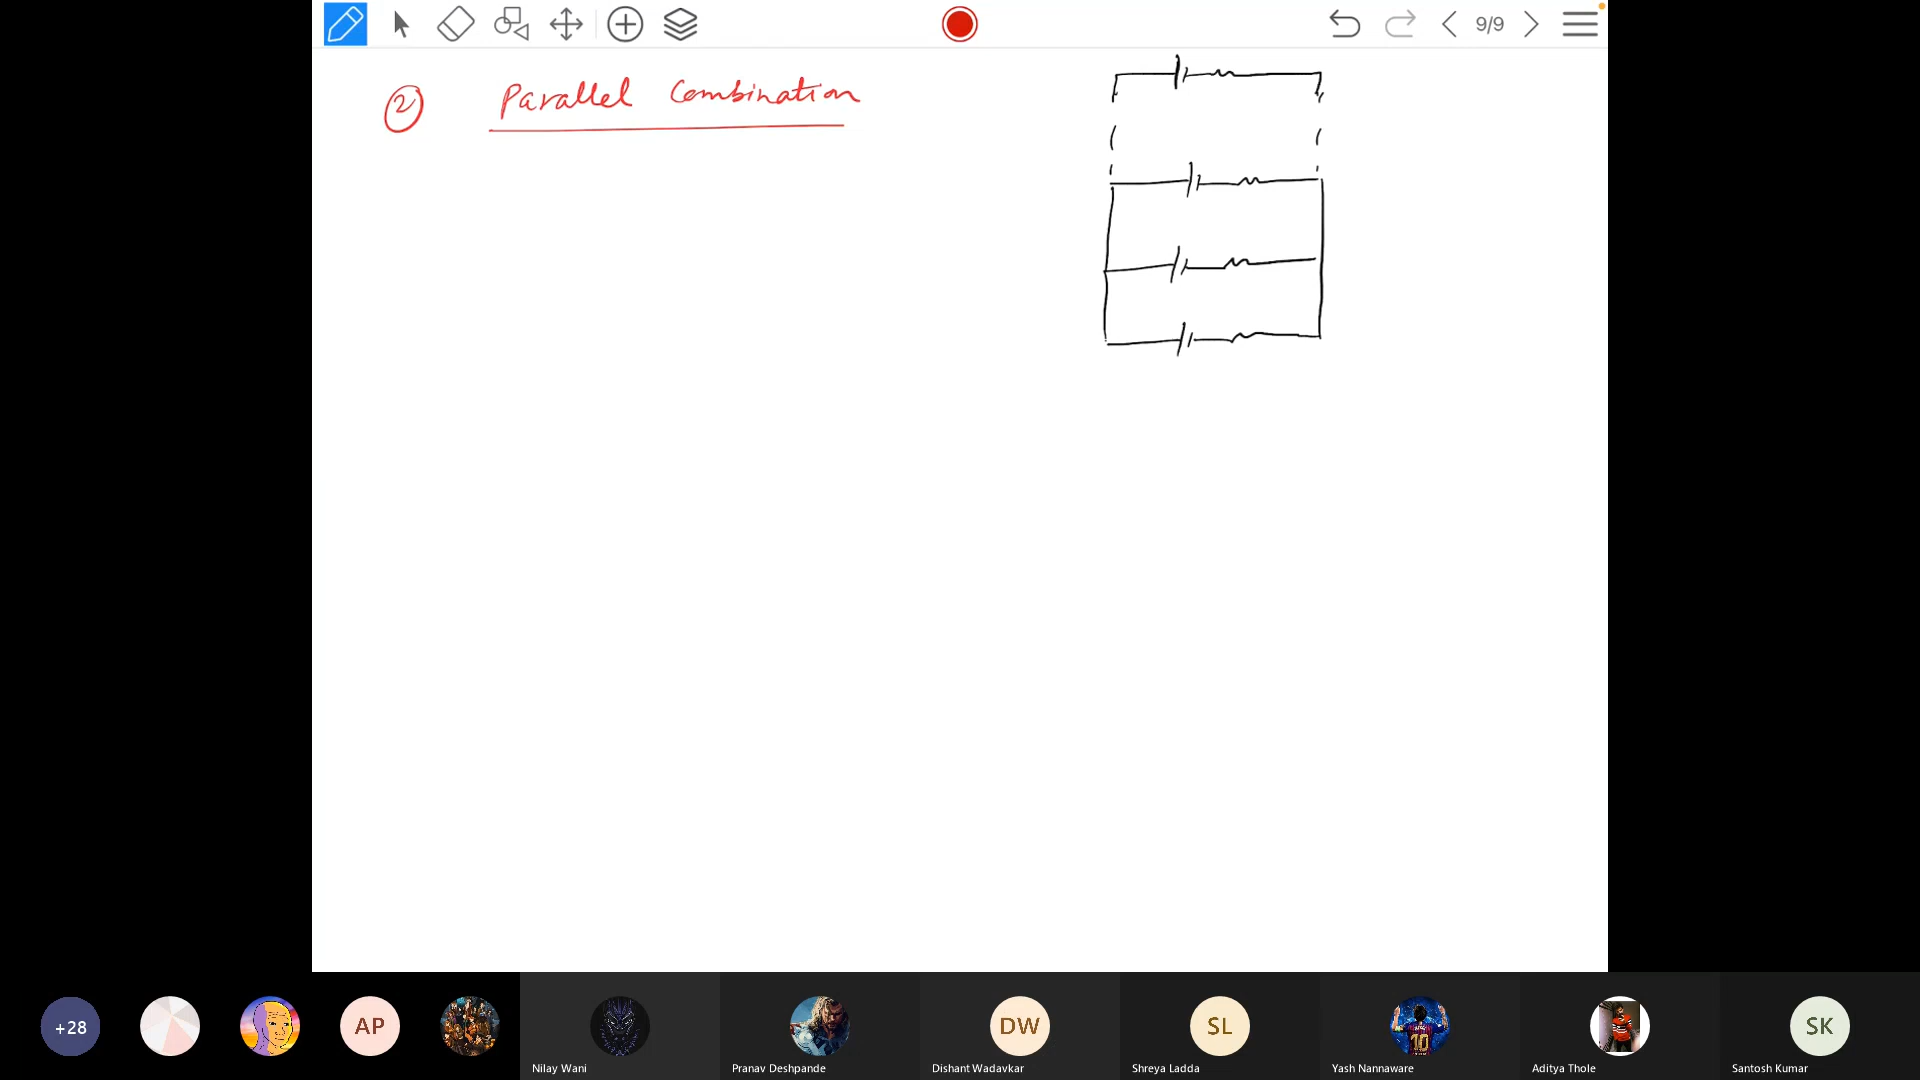 9/9
② Parallel Combination
+28
AP
DW
SL
10
SK
Nilay Wani
Pranav Deshpande
Dishant Wadavkar
Shreya Ladda
Yash Nannaware
Aditya Thole
Santosh Kumar